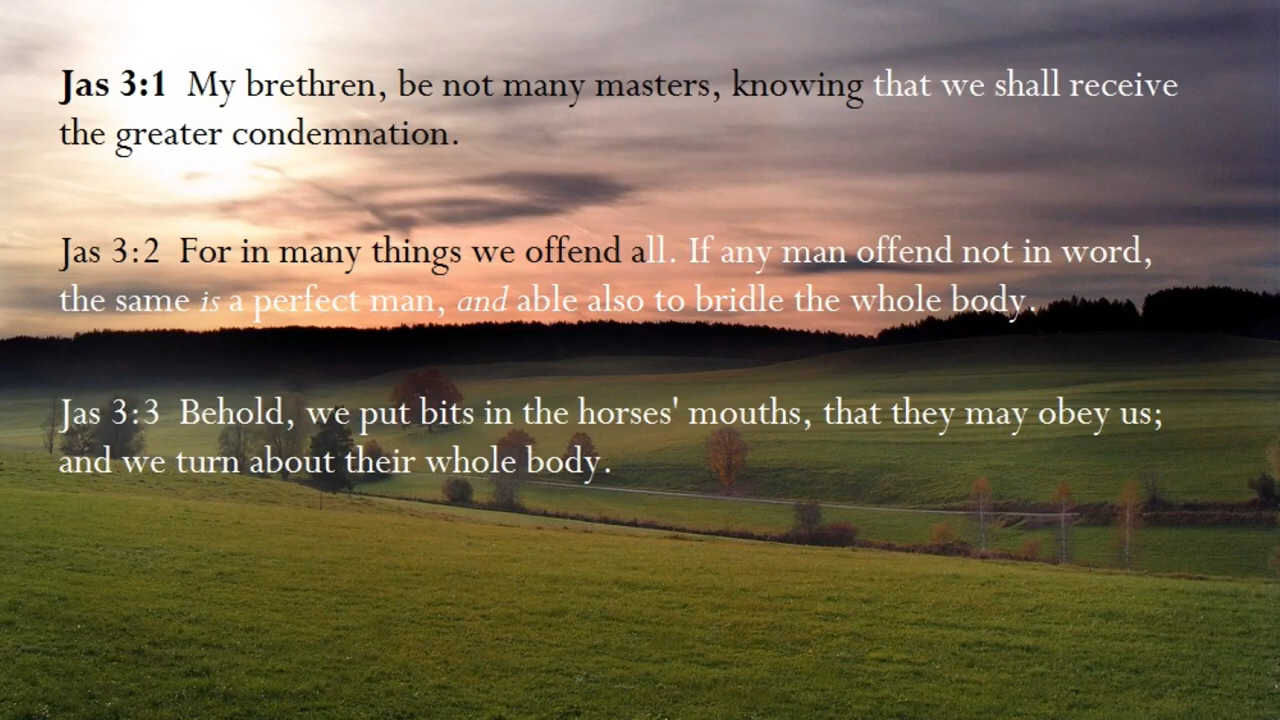 Jas 3:1 My brethren, be not many masters, knowing that we shall receive
the greater condemnation.
Jas 3:2 For in many things we offend all. If any man offend not in word,
the same is a perfect man, and able also to bridle the whole body.
Jas 3:3 Behold, we put bits in the horses' mouths, that they may obey us;
and we turn about their whole body.